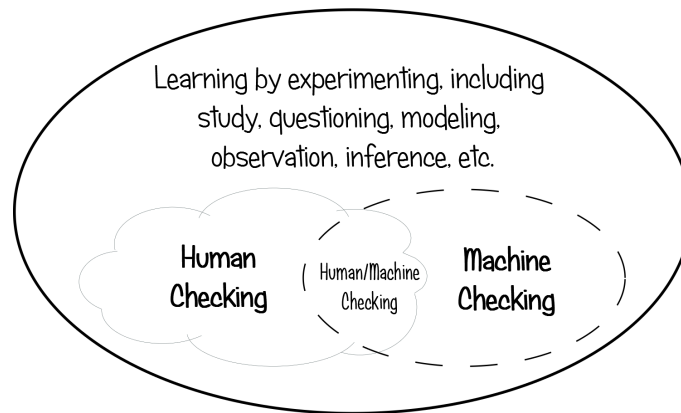 Learning by experimenting, including
study, questioning, modeling,
observation, inference, etc.
Human
Checking
Human/Machine
Checking
Machine
Checking